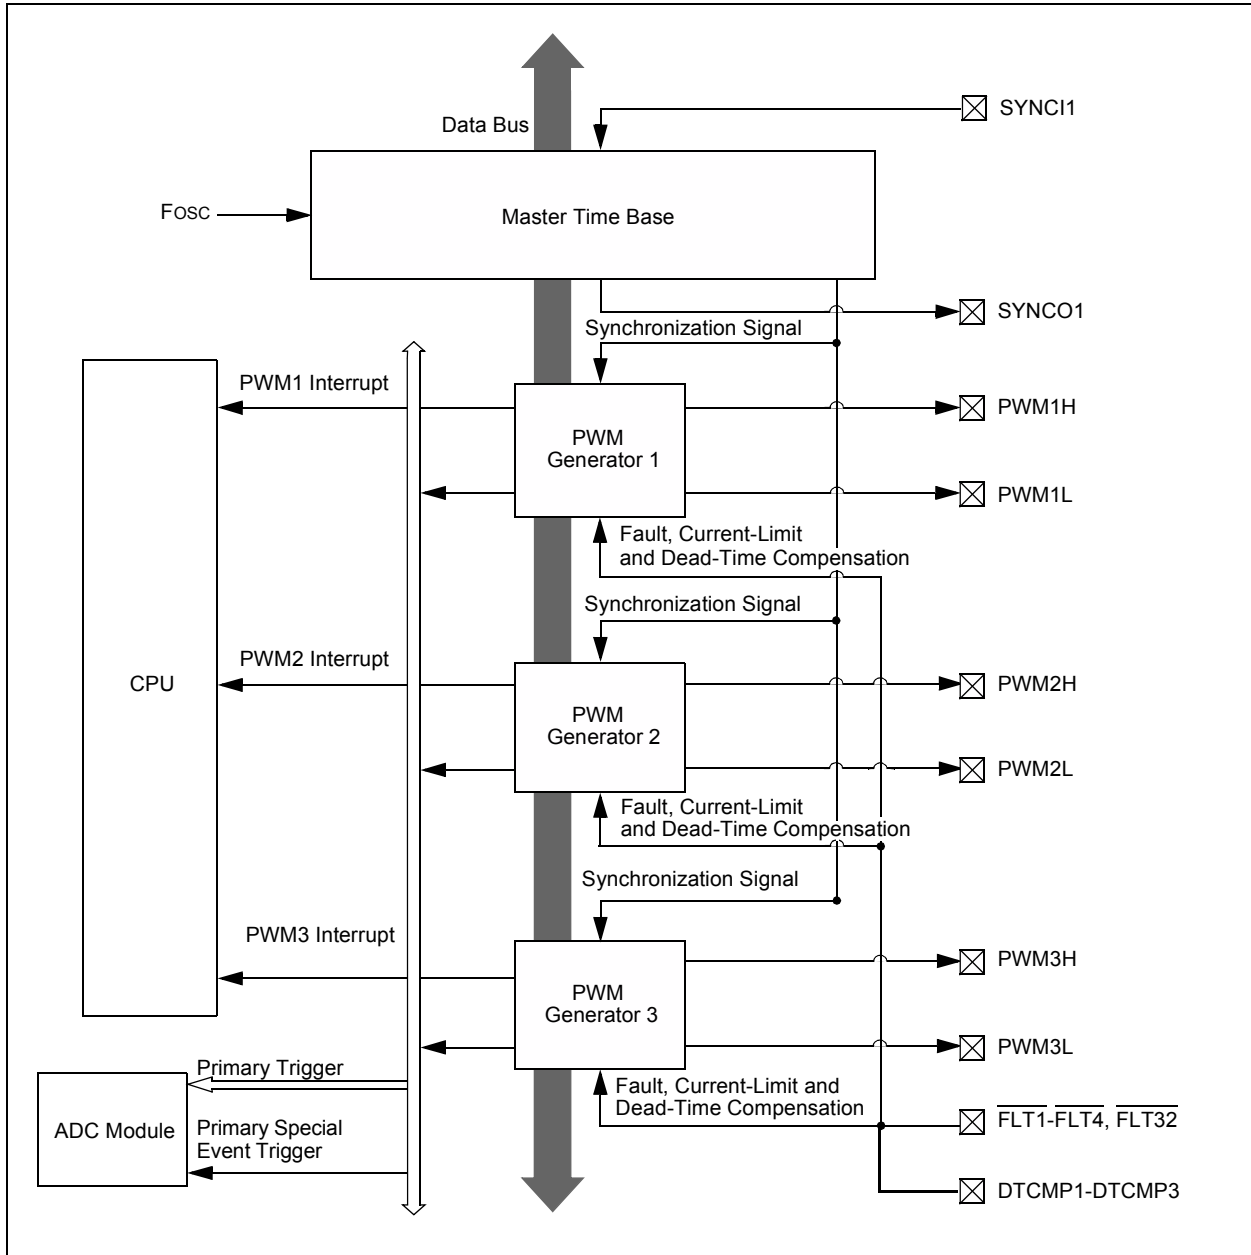 SYNCI1
Data Bus
FOSC
Master Time Base
SYNCO1
Synchronization Signal
PWM1 Interrupt
PWM
Generator 1
PWM1H
PWM1L
Fault, Current-Limit
and Dead-Time Compensation
Synchronization Signal
CPU
PWM2 Interrupt
PWM
Generator 2
PWM2H
PWM2L
Fault, Current-Limit
and Dead-Time Compensation
Synchronization Signal
PWM3 Interrupt
PWM
Generator 3
PWM3H
PWM3L
Primary Trigger
Fault, Current-Limit and
Dead-Time Compensation
ADC Module
Primary Special
Event Trigger
FLT1-FLT4, FLT32
DTCMP1-DTCMP3